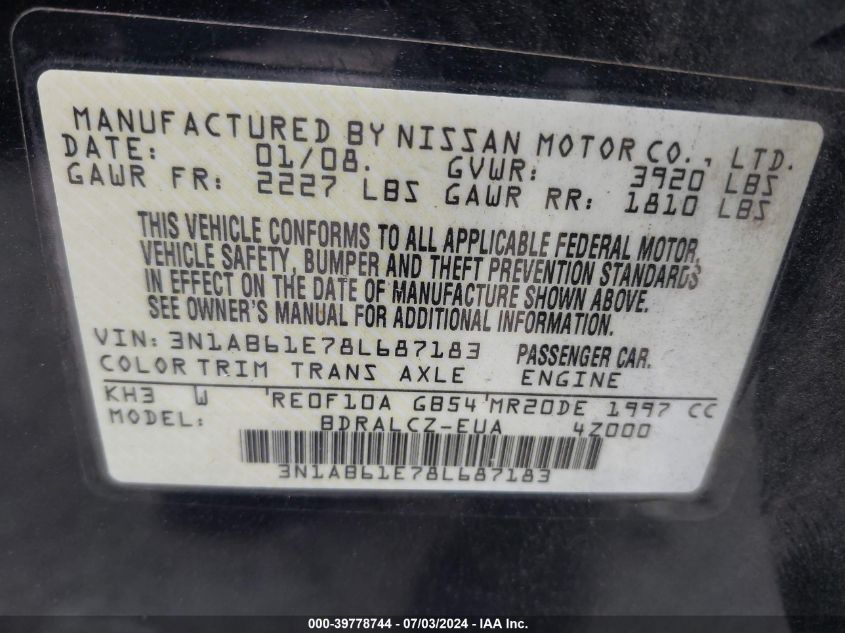 MANUFACTURED BY NISSAN MOTOR CO., LTD.
DATE: 01/08. GVWR: 3920 LBS
GAWR FR: 2227 LBS GAWR RR: 1810 LBS
THIS VEHICLE CONFORMS TO ALL APPLICABLE FEDERAL MOTOR
VEHICLE SAFETY, BUMPER AND THEFT PREVENTION STANDARDS
IN EFFECT ON THE DATE OF MANUFACTURE SHOWN ABOVE.
SEE OWNER'S MANUAL FOR ADDITIONAL INFORMATION.
VIN: 3N1AB61E78L687183 PASSENGER CAR.
COLOR TRIM TRANS AXLE ENGINE
KH3 W RE0F10A GB54 MR20DE 1997 CC
MODEL: BDRALCZ-EUA 4Z000
3N1AB61E78L687183
000-39778744 / 07/03/2024 - IAA Inc.